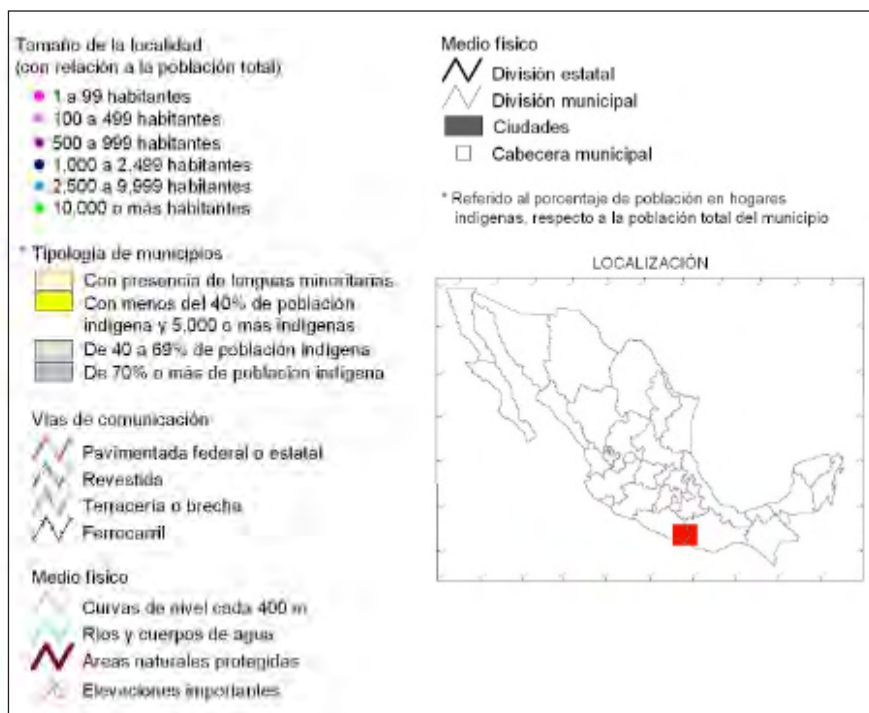 Tamaño de la localidad
(con relación a la población total)
1 a 99 habitantes
100 a 499 habitantes
500 a 999 habitantes
1,000 a 2,499 habitantes
2,500 a 9,999 habitantes
10,000 o más habitantes
* Tipología de municipios
Con presencia de lenguas minoritarias
Con menos del 40% de población
indígena y 5,000 o más indígenas
De 40 a 69% de población indígena
De 70% o más de población indígena
Vías de comunicación
Pavimentada federal o estatal
Revestida
Terracería o brecha
Ferrocarril
Medio físico
Curvas de nivel cada 400 m
Ríos y cuerpos de agua
Áreas naturales protegidas
Elevaciones importantes
Medio físico
División estatal
División municipal
Ciudades
Cabecera municipal
* Referido al porcentaje de población en hogares
indígenas, respecto a la población total del municipio
LOCALIZACIÓN